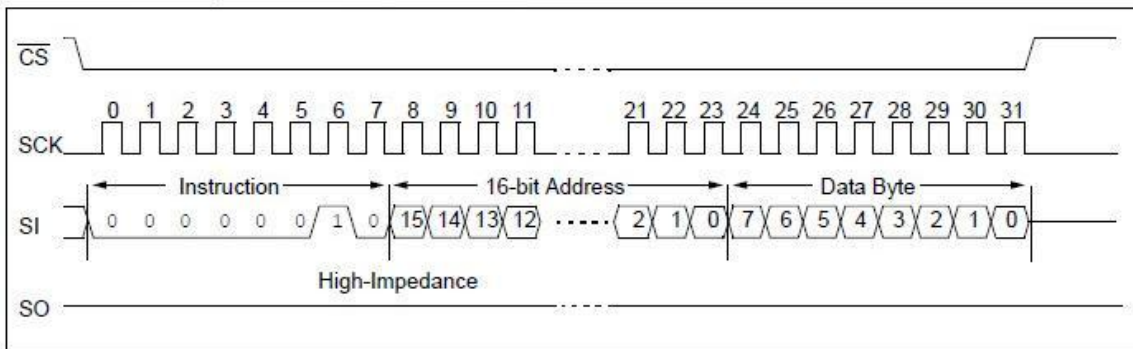 CS
0 1 2 3 4 5 6 7 8 9 10 11 21 22 23 24 25 26 27 28 29 30 31
SCK
Instruction 16-bit Address Data Byte
SI 0 0 0 0 0 0 1 0 15 14 13 12 2 1 0 7 6 5 4 3 2 1 0
High-Impedance
SO